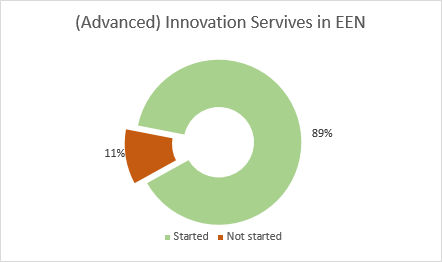 (Advanced) Innovation Servives in EEN
89%
11%
Started Not started